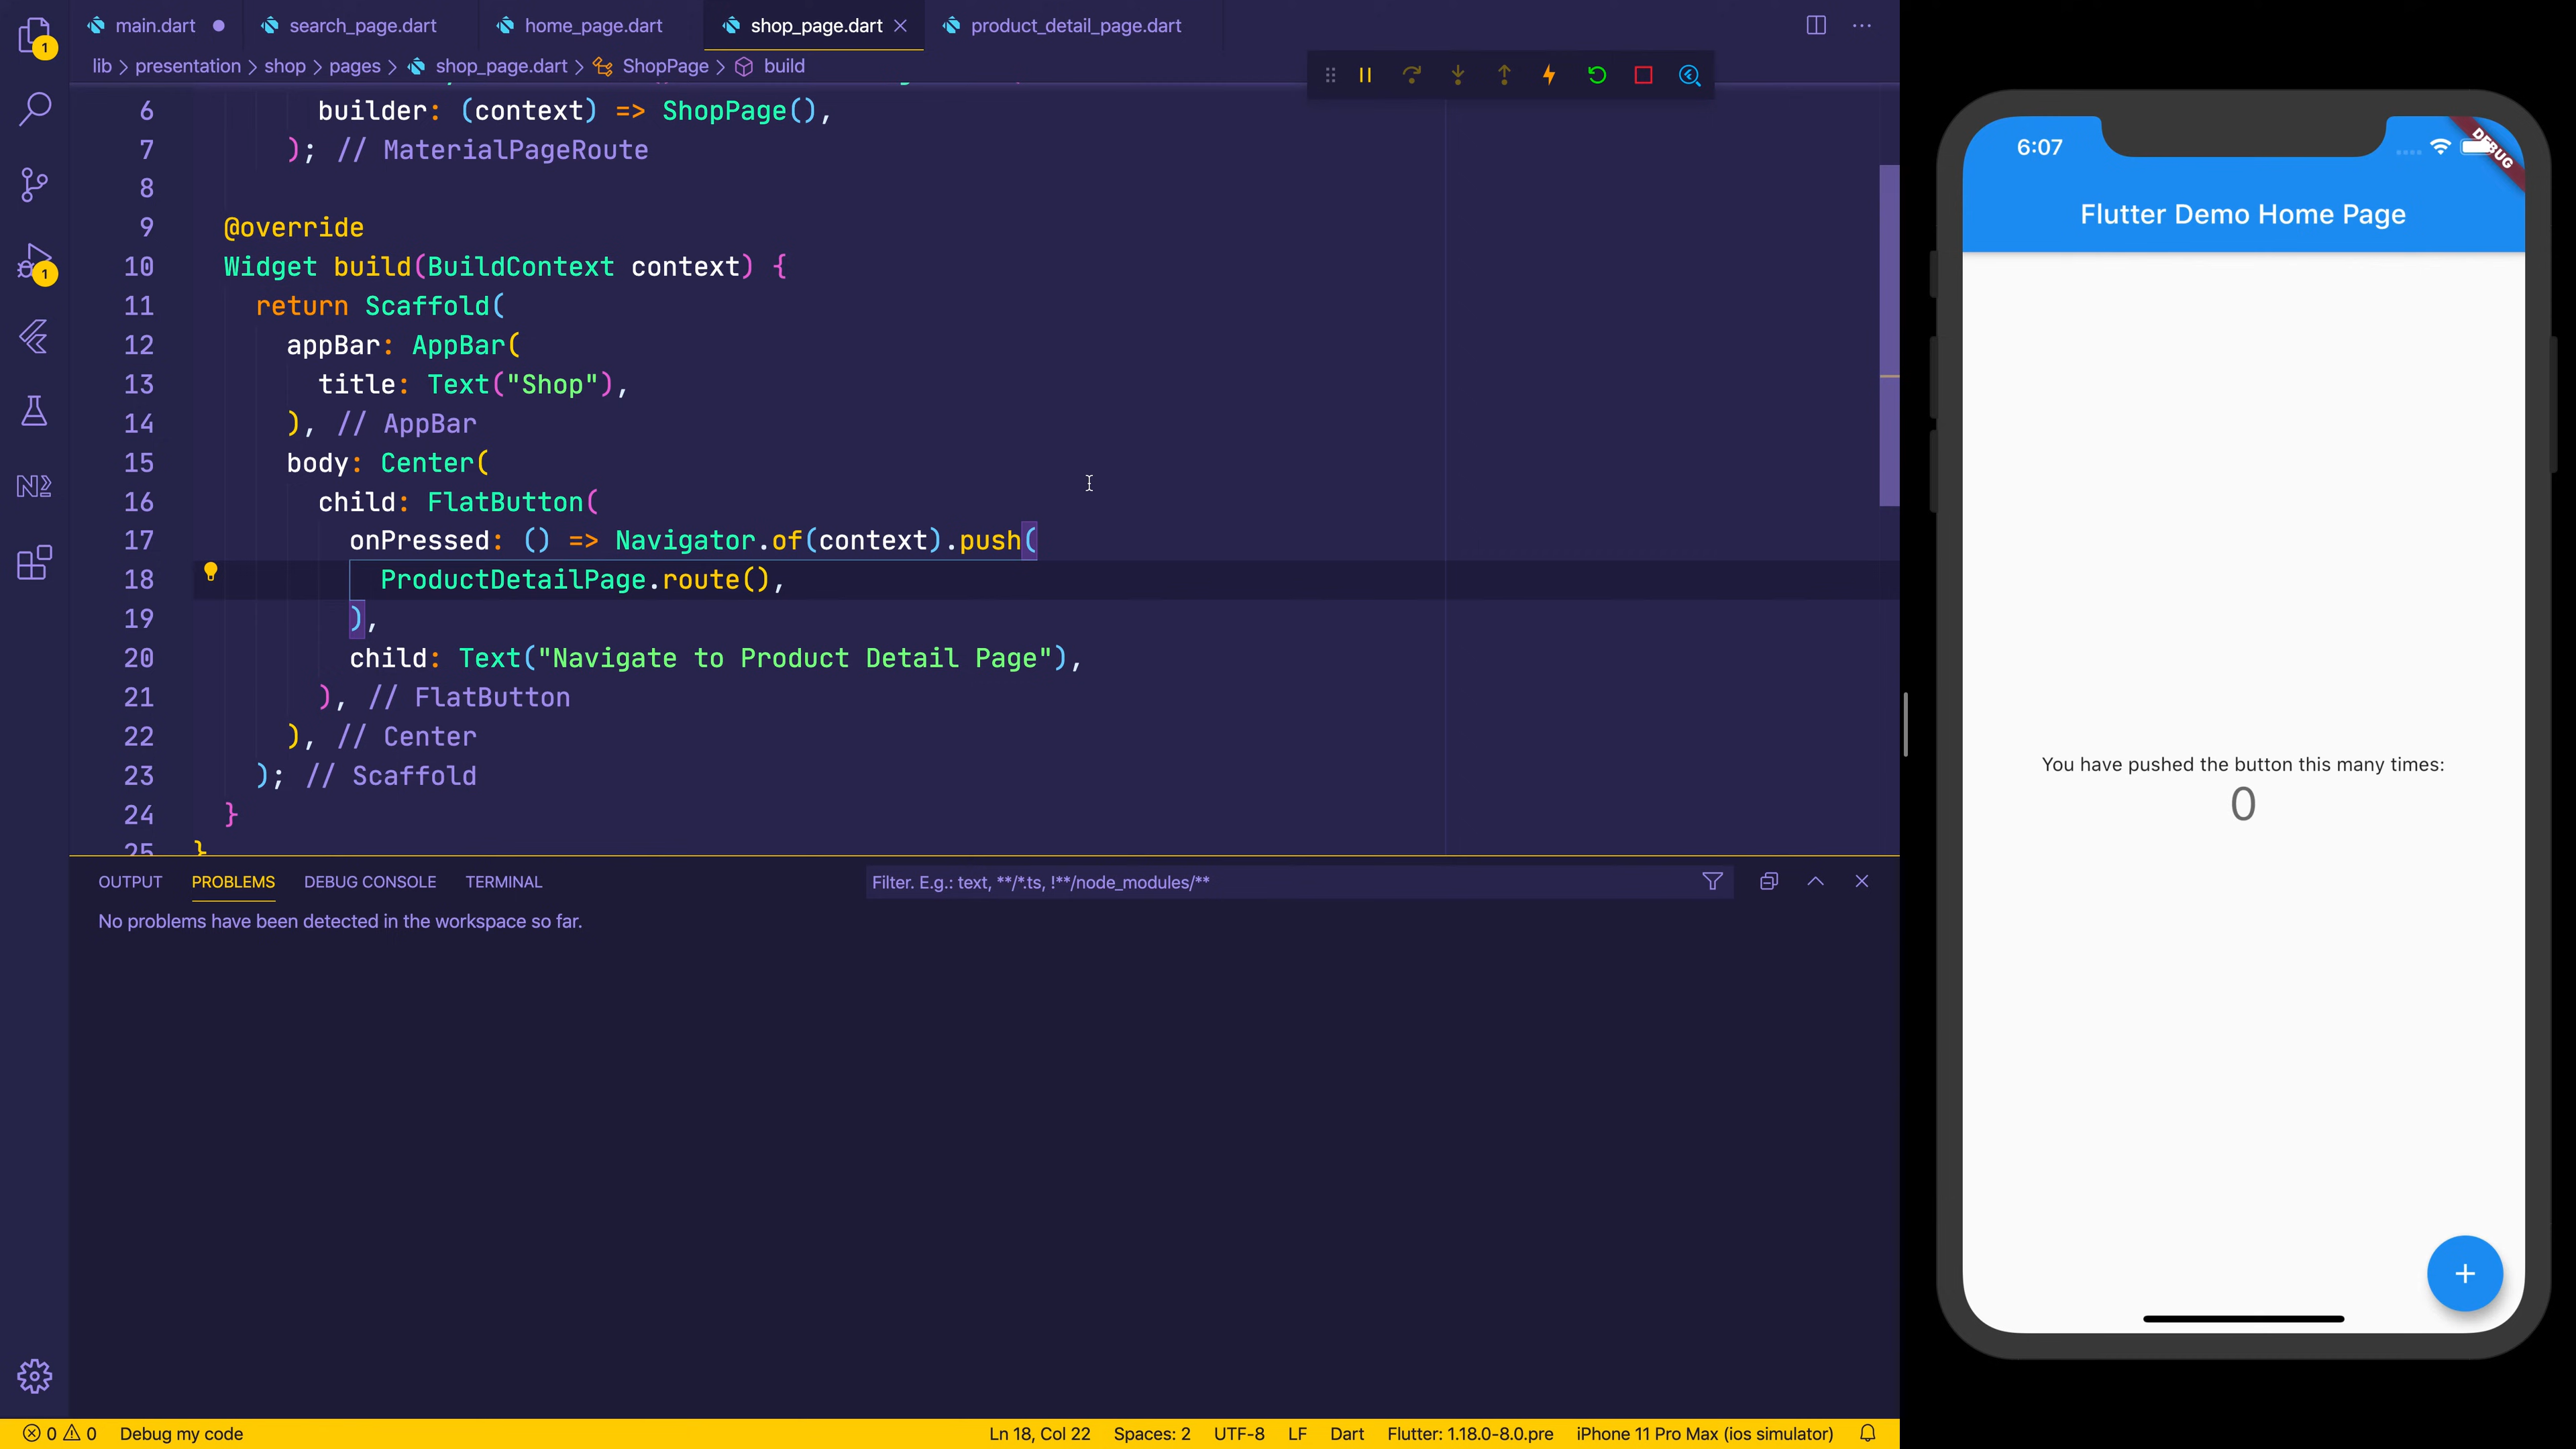 main.dart
search_page.dart
home_page.dart
shop_page.dart
product_detail_page.dart
lib > presentation > shop > pages > shop_page.dart > ShopPage > build
6 builder: (context) => ShopPage(),
7 ); // MaterialPageRoute
8
9 @override
10 Widget build(BuildContext context) {
11 return Scaffold(
12 appBar: AppBar(
13 title: Text("Shop"),
14 ), // AppBar
15 body: Center(
16 child: FlatButton(
17 onPressed: () => Navigator.of(context).push(
18 ProductDetailPage.route(),
19 ),
20 child: Text("Navigate to Product Detail Page"),
21 ), // FlatButton
22 ), // Center
23 ); // Scaffold
24 }
25 }
OUTPUT PROBLEMS DEBUG CONSOLE TERMINAL
Filter. E.g.: text, **/*.ts, !**/node_modules/**
No problems have been detected in the workspace so far.
1
1
0 0 Debug my code
Ln 18, Col 22 Spaces: 2 UTF-8 LF Dart Flutter: 1.18.0-8.0.pre iPhone 11 Pro Max (ios simulator)
6:07
DEBUG
Flutter Demo Home Page
You have pushed the button this many times:
0
+